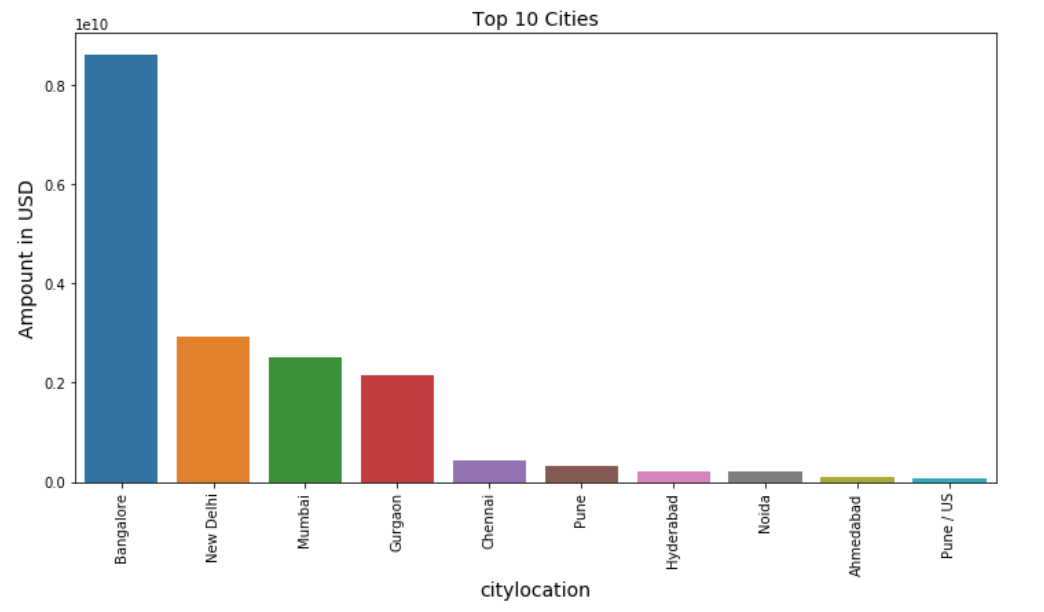 Top 10 Cities
1e10
0.8
0.6
0.4
0.2
0.0
Ampount in USD
Bangalore
New Delhi
Mumbai
Gurgaon
Chennai
Pune
Hyderabad
Noida
Ahmedabad
Pune / US
citylocation